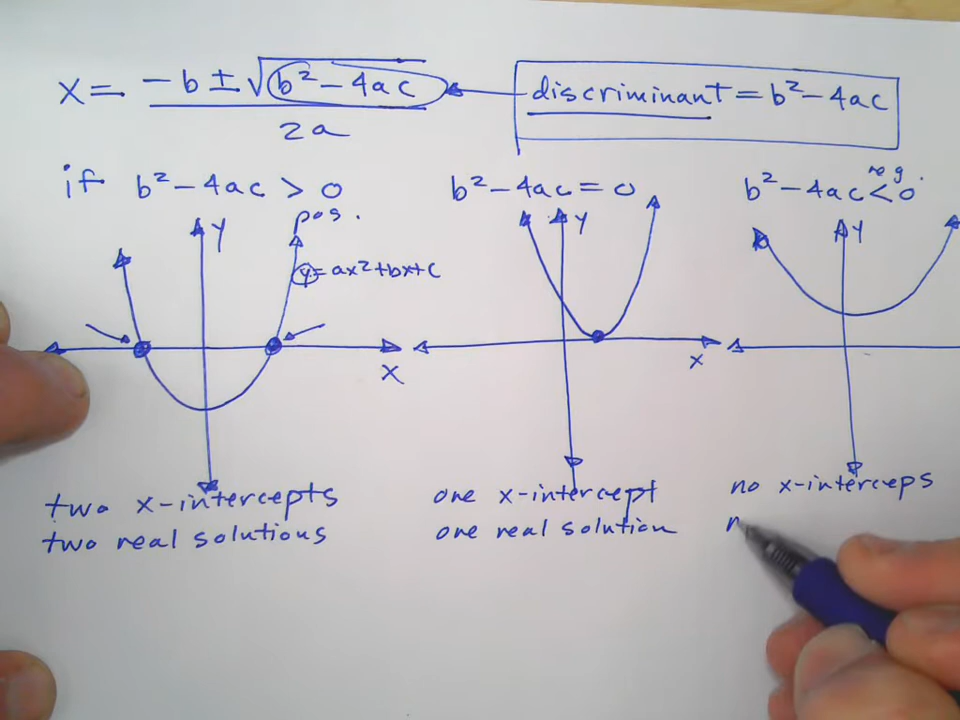 x = -b ± √b² - 4ac
2a
discriminant = b² - 4ac
if b² - 4ac > 0
pos.
y
y = ax² + bx + c
x
two x-intercepts
two real solutions
b² - 4ac = 0
y
x
one x-intercept
one real solution
b² - 4ac < 0
neg.
y
no x-interceps
n